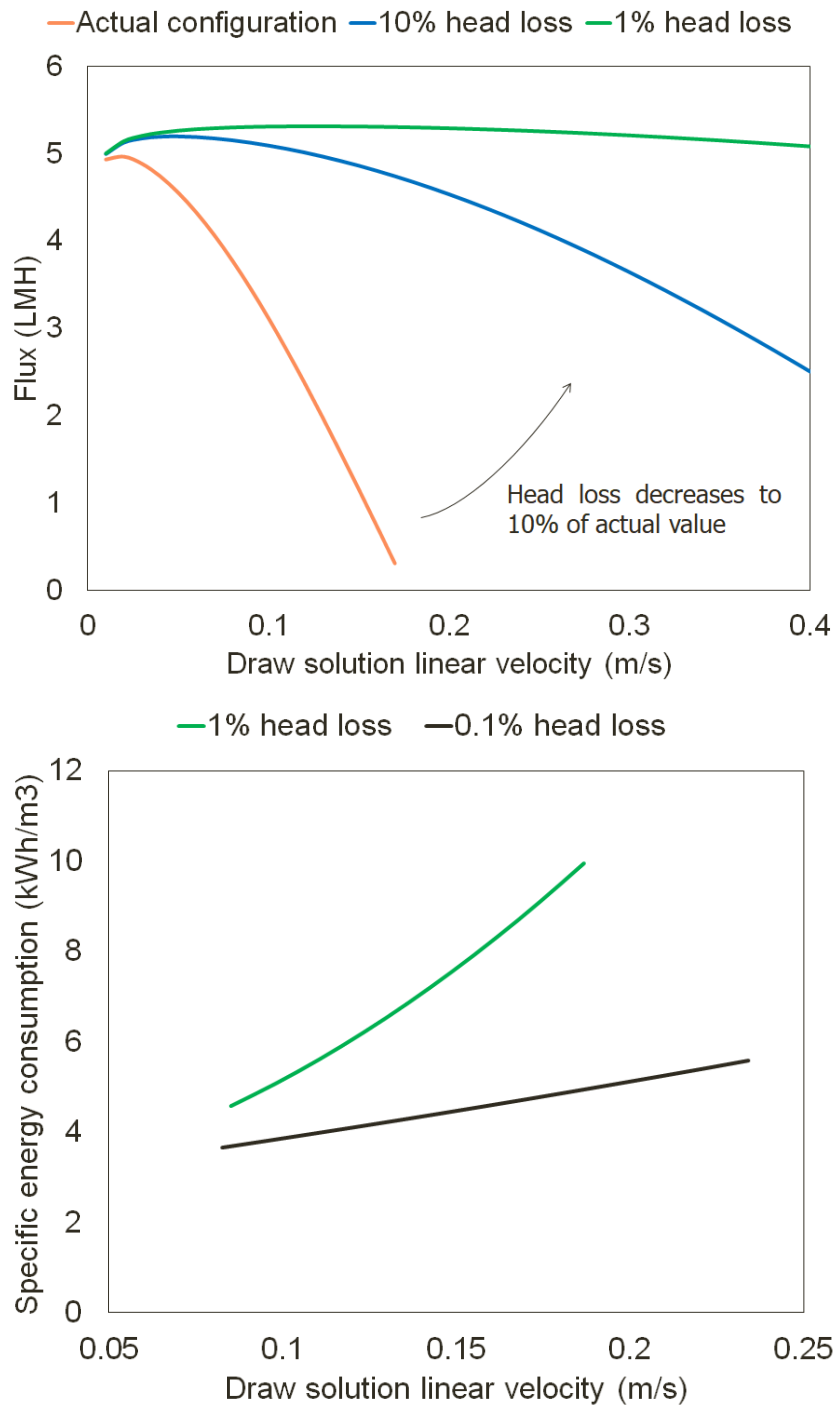 Actual configuration 10% head loss 1% head loss
6
5
4
3
2
1
0
Flux (LMH)
Head loss decreases to
10% of actual value
0 0.1 0.2 0.3 0.4
Draw solution linear velocity (m/s)
1% head loss 0.1% head loss
12
10
8
6
4
2
0
Specific energy consumption (kWh/m3)
0.05 0.1 0.15 0.2 0.25
Draw solution linear velocity (m/s)